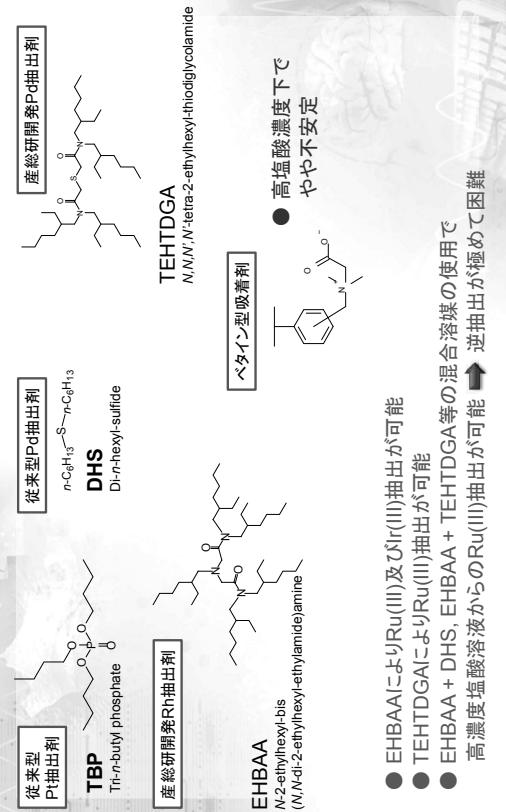 従来型
Pt抽出剤
TBP
Tri-n-butyl phosphate
O
O
P
O
O
従来型Pd抽出剤
n-C6H13
S
n-C6H13
DHS
Di-n-hexyl-sulfide
産総研開発Pd抽出剤
O
N
S
O
N
TEHTDGA
N,N,N',N'-tetra-2-ethylhexyl-thiodiglycolamide
産総研開発Rh抽出剤
O
N
N
O
N
EHBAA
N-2-ethylhexyl-bis
(N,N-di-2-ethylhexyl-ethylamide)amine
ベタイン型吸着剤
N
+
O
O-
● 高塩酸濃度下で
やや不安定
● EHBAAによりRu(III)及びIr(III)抽出が可能
● TEHTDGAによりRu(III)抽出が可能
● EHBAA + DHS, EHBAA + TEHTDGA等の混合溶媒の使用で
高濃度塩酸溶液からのRu(III)抽出が可能 ➡ 逆抽出が極めて困難